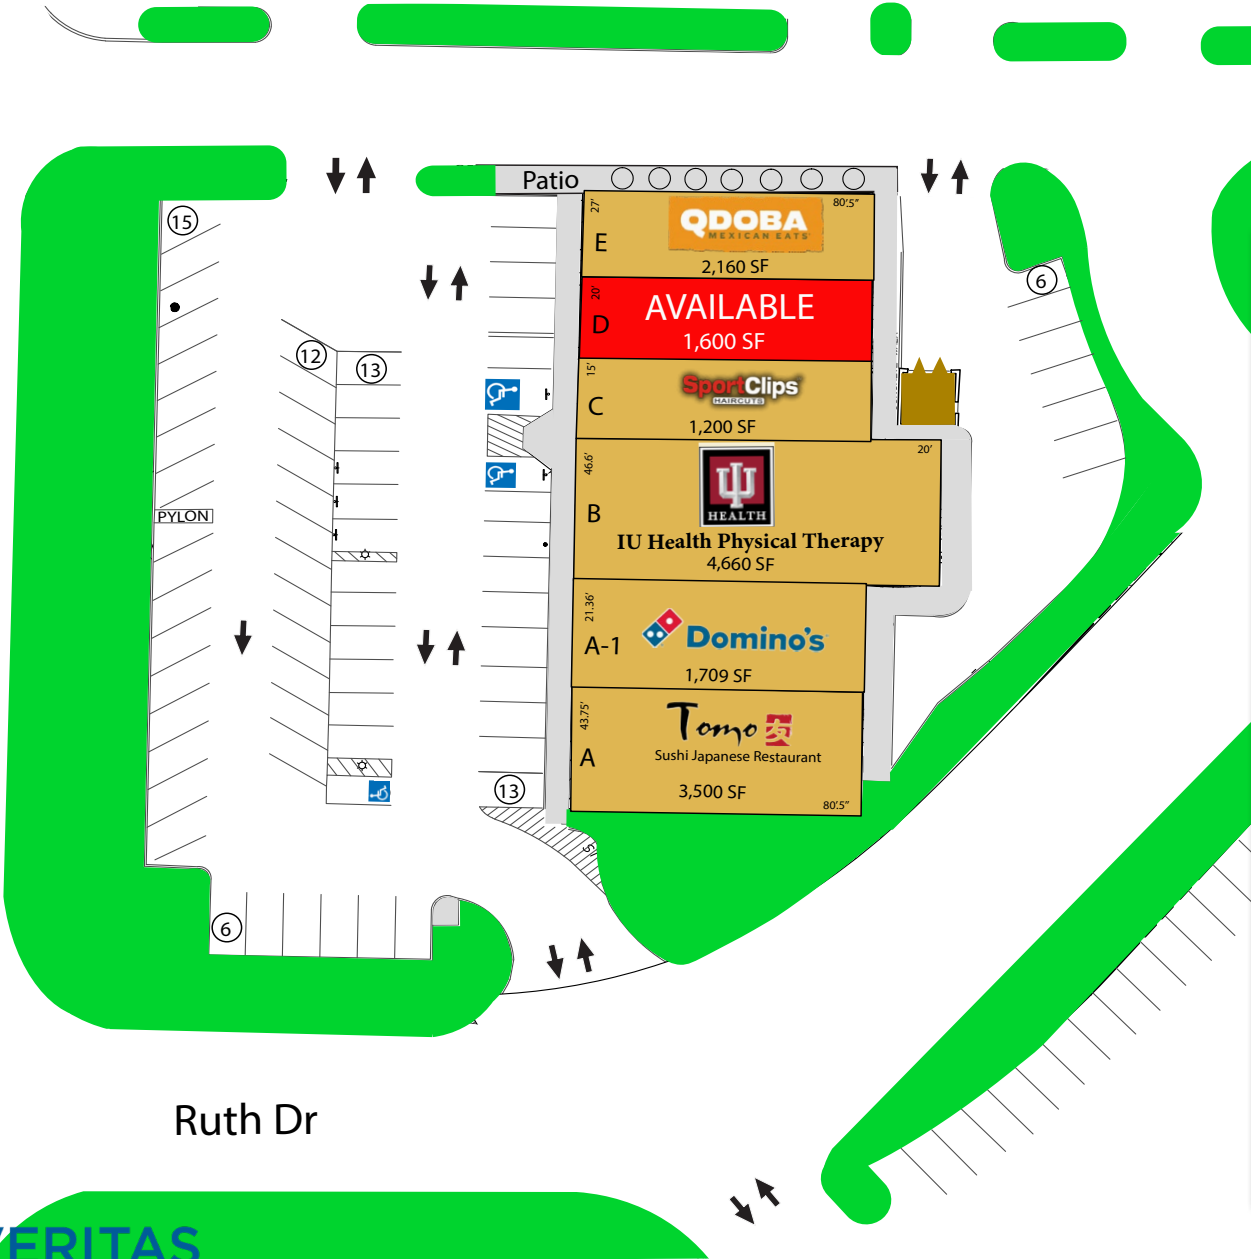 Patio
15
27'
QDOBA
MEXICAN EATS
80'5"
E
2,160 SF
6
20'
AVAILABLE
D
1,600 SF
12
13
15'
SportClips
HAIRCUTS
C
1,200 SF
46.6'
20'
HEALTH
B
IU Health Physical Therapy
4,660 SF
PYLON
21.36'
A-1
Domino's
1,709 SF
43.75'
Tomo 友
Sushi Japanese Restaurant
A
3,500 SF
80'5"
13
6
Ruth Dr
VERITAS